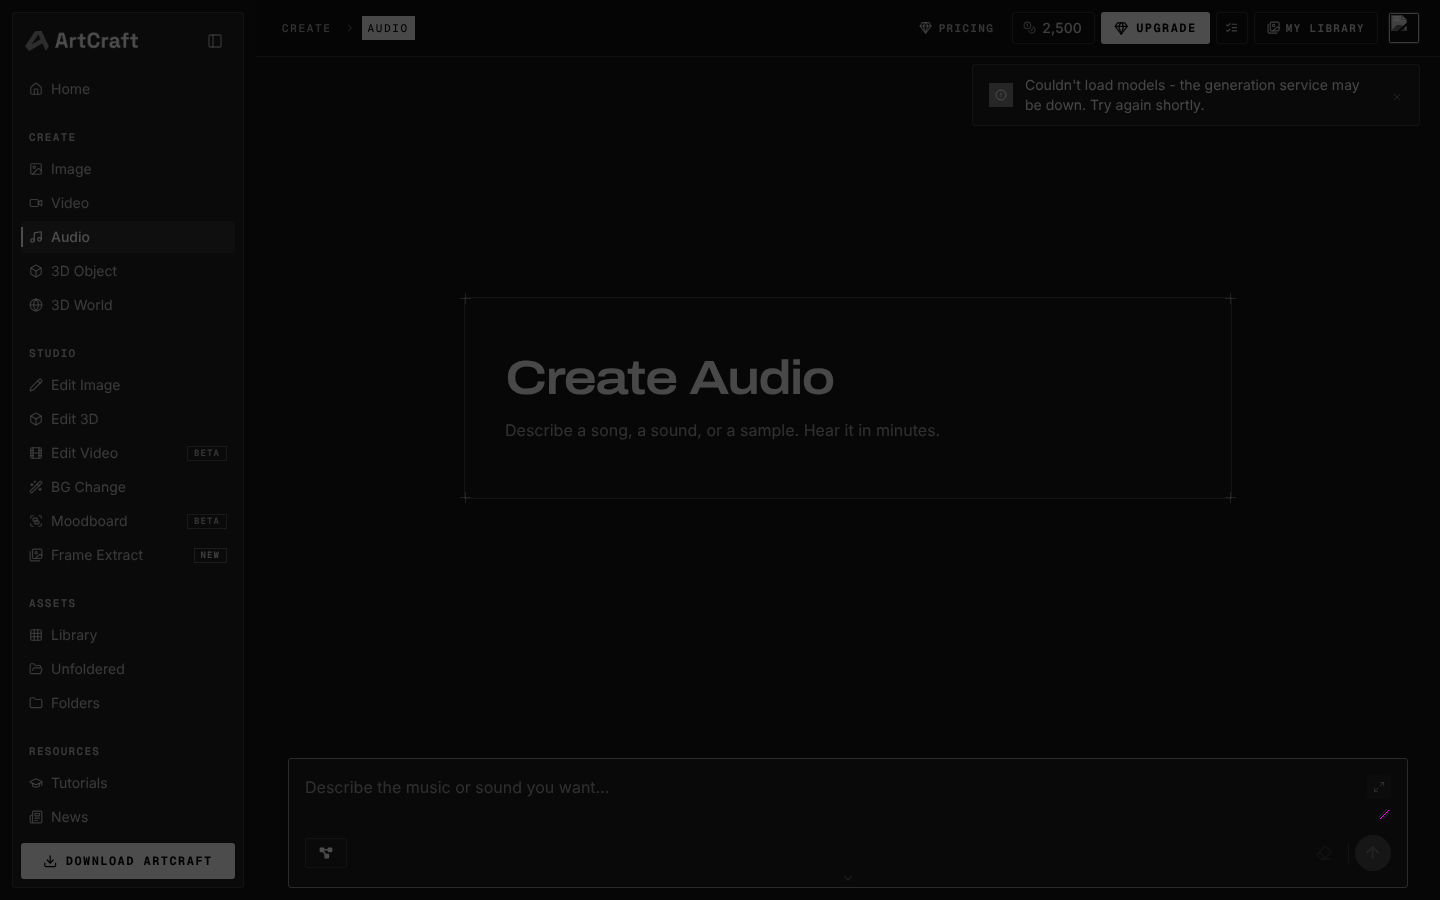 ArtCraft
Home
CREATE
Image
Video
Audio
3D Object
3D World
STUDIO
Edit Image
Edit 3D
Edit Video BETA
BG Change
Moodboard BETA
Frame Extract NEW
ASSETS
Library
Unfoldered
Folders
RESOURCES
Tutorials
News
DOWNLOAD ARTCRAFT
CREATE > AUDIO
PRICING
2,500
UPGRADE
MY LIBRARY
Couldn't load models - the generation service may
be down. Try again shortly.
Create Audio
Describe a song, a sound, or a sample. Hear it in minutes.
Describe the music or sound you want...